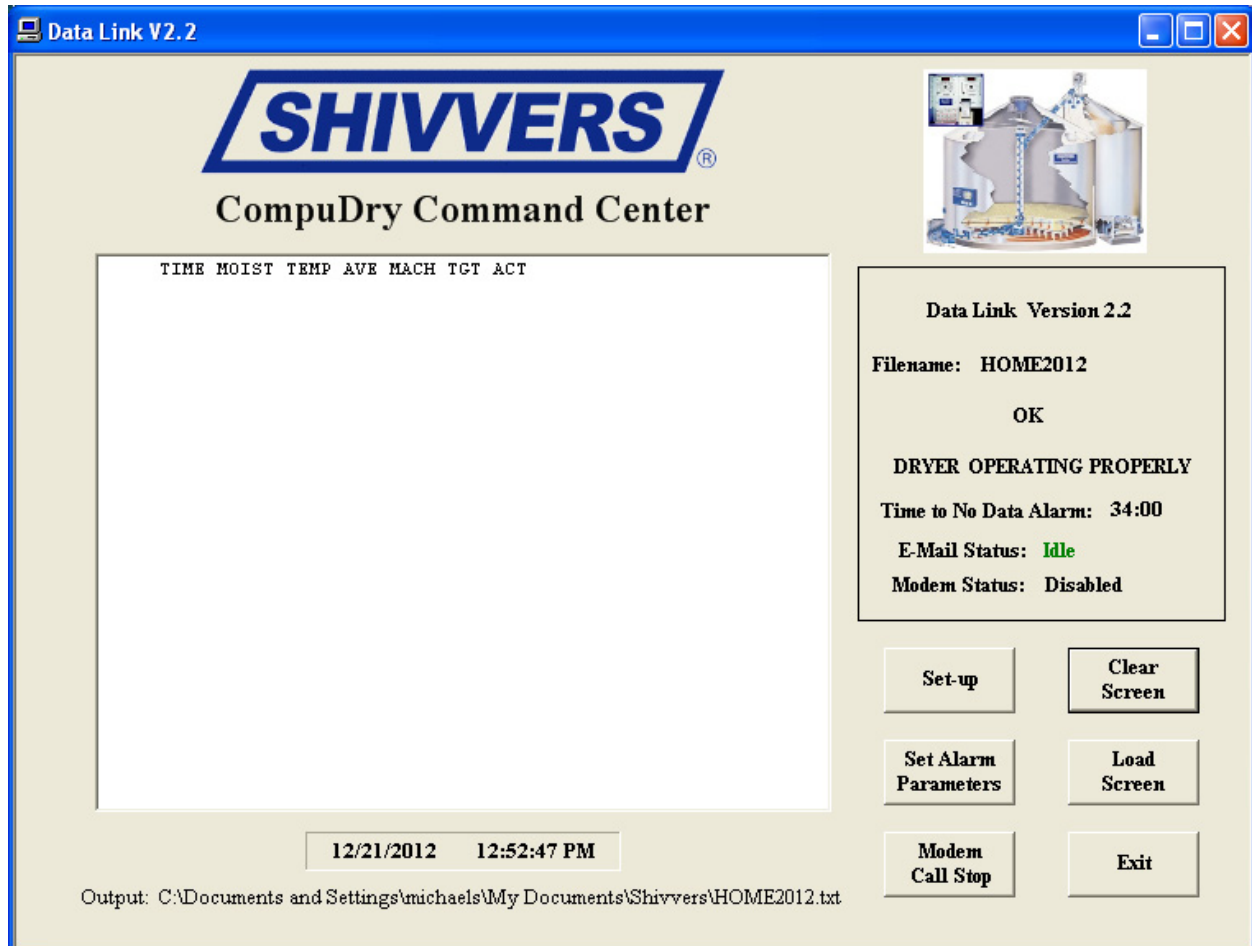 Data Link V2.2
SHIVVERS®
CompuDry Command Center
TIME MOIST TEMP AVE MACH TGT ACT
Data Link Version 2.2
Filename: HOME2012
OK
DRYER OPERATING PROPERLY
Time to No Data Alarm: 34:00
E-Mail Status: Idle
Modem Status: Disabled
Set-up
Clear
Screen
Set Alarm
Parameters
Load
Screen
Modem
Call Stop
Exit
12/21/2012 12:52:47 PM
Output: C:\Documents and Settings\michaels\My Documents\Shivvers\HOME2012.txt